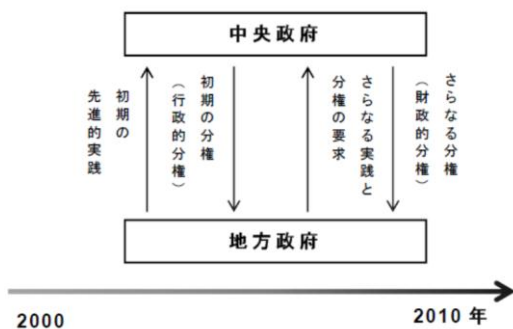 中央政府
初期の
先進的実践
初期の分権
(行政的分権)
さらなる実践と
分権の要求
さらなる分権
(財政的分権)
地方政府
2000
2010 年